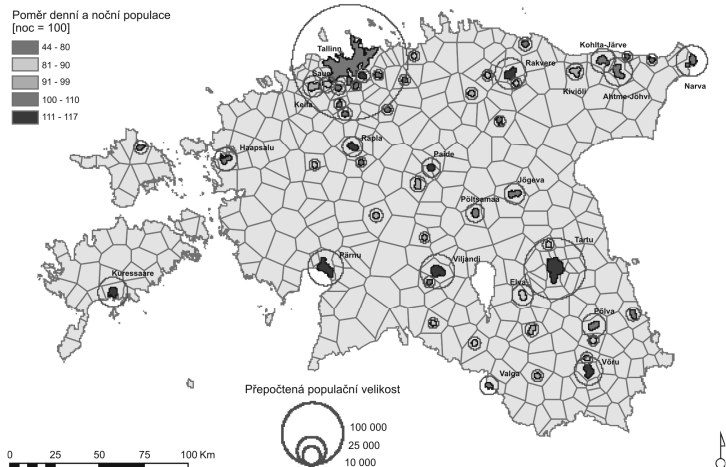 Poměr denní a noční populace
[noc = 100]
44 - 80
81 - 90
91 - 99
100 - 110
111 - 117
Tallinn
Saue
Keila
Rakvere
Kohtla-Järve
Kiviõli
Ahtme-Jõhvi
Narva
Haapsalu
Rapla
Paide
Jõgeva
Põltsamaa
Tartu
Kuressaare
Pärnu
Viljandi
Elva
Põlva
Võru
Valga
Přepočtená populační velikost
100 000
25 000
10 000
0 25 50 75 100 Km